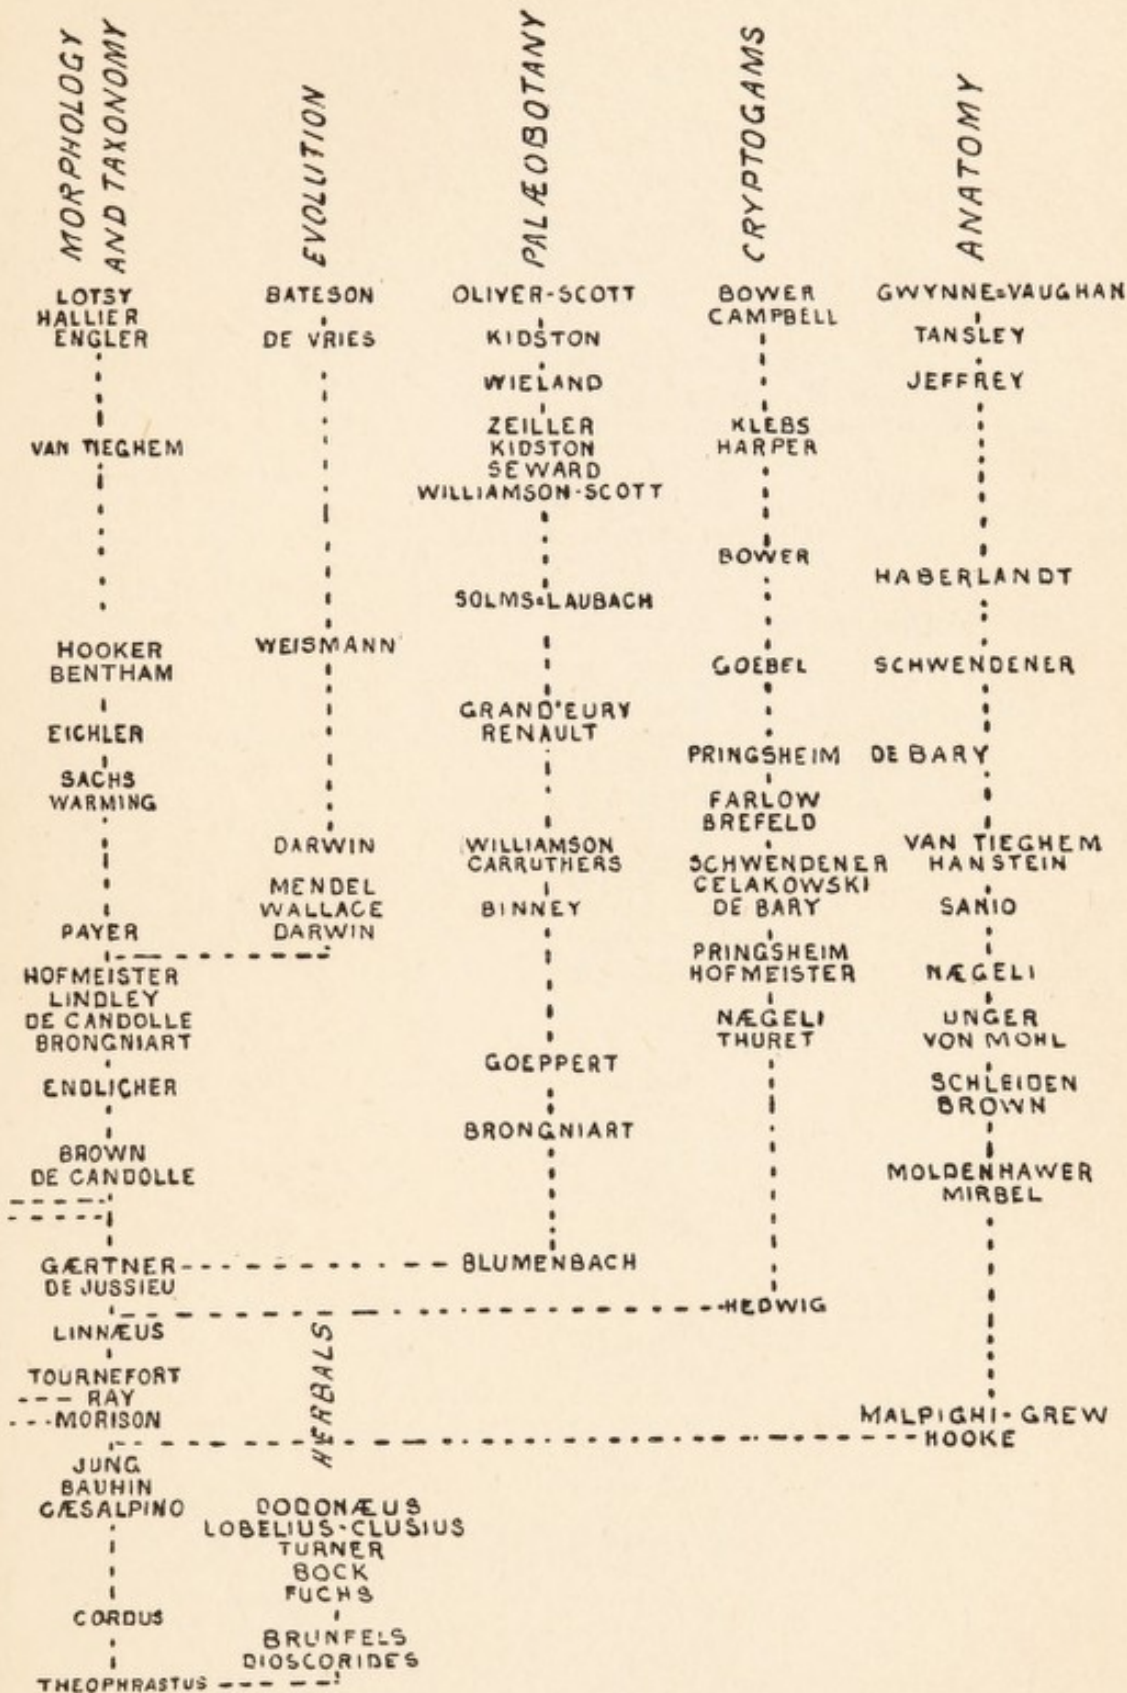 MORPHOLOGY
AND TAXONOMY
LOTSY
HALLIER
ENGLER
VAN TIEGHEM
HOOKER
BENTHAM
EICHLER
SACHS
WARMING
PAYER
HOFMEISTER
LINDLEY
DE CANDOLLE
BRONGNIART
ENDLICHER
BROWN
DE CANDOLLE
GÆRTNER
DE JUSSIEU
LINNÆUS
TOURNEFORT
RAY
MORISON
JUNG
BAUHIN
CÆSALPINO
CORDUS
THEOPHRASTUS
EVOLUTION
BATESON
DE VRIES
WEISMANN
DARWIN
MENDEL
WALLACE
DARWIN
HERBALS
DODONÆUS
LOBELIUS-CLUSIUS
TURNER
BOCK
FUCHS
BRUNFELS
DIOSCORIDES
PALÆOBOTANY
OLIVER-SCOTT
KIDSTON
WIELAND
ZEILLER
KIDSTON
SEWARD
WILLIAMSON-SCOTT
SOLMS=LAUBACH
GRAND'EURY
RENAULT
WILLIAMSON
CARRUTHERS
BINNEY
GOEPPERT
BRONGNIART
BLUMENBACH
CRYPTOGAMS
BOWER
CAMPBELL
KLEBS
HARPER
BOWER
GOEBEL
PRINGSHEIM
FARLOW
BREFELD
SCHWENDENER
CELAKOWSKI
DE BARY
PRINGSHEIM
HOFMEISTER
NÆGELI
THURET
HEDWIG
ANATOMY
GWYNNE=VAUGHAN
TANSLEY
JEFFREY
HABERLANDT
SCHWENDENER
DE BARY
VAN TIEGHEM
HANSTEIN
SANIO
NÆGELI
UNGER
VON MOHL
SCHLEIDEN
BROWN
MOLDENHAWER
MIRBEL
MALPIGHI-GREW
HOOKE